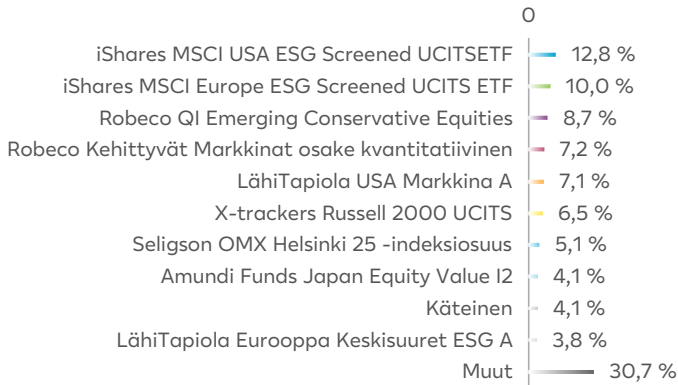 0
iShares MSCI USA ESG Screened UCITSETF 12,8 %
iShares MSCI Europe ESG Screened UCITS ETF 10,0 %
Robeco QI Emerging Conservative Equities 8,7 %
Robeco Kehittyvät Markkinat osake kvantitatiivinen 7,2 %
LähiTapiola USA Markkina A 7,1 %
X-trackers Russell 2000 UCITS 6,5 %
Seligson OMX Helsinki 25 -indeksiosuus 5,1 %
Amundi Funds Japan Equity Value I2 4,1 %
Käteinen 4,1 %
LähiTapiola Eurooppa Keskisuuret ESG A 3,8 %
Muut 30,7 %